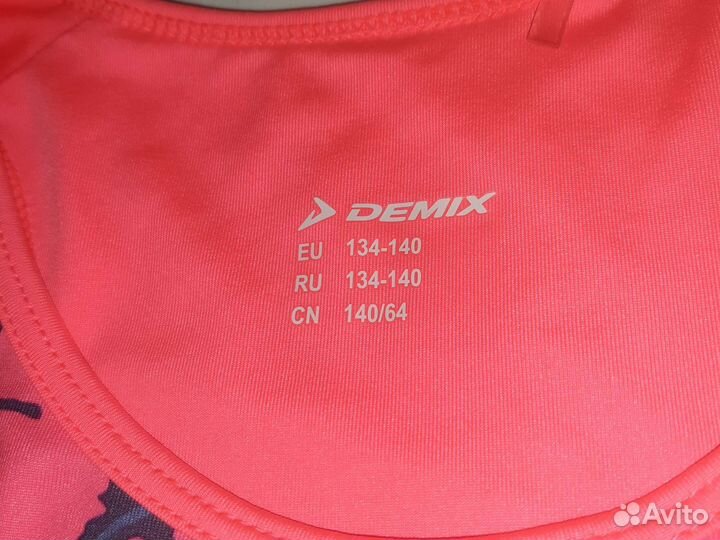 DEMIX
EU 134-140
RU 134-140
CN 140/64
Avito